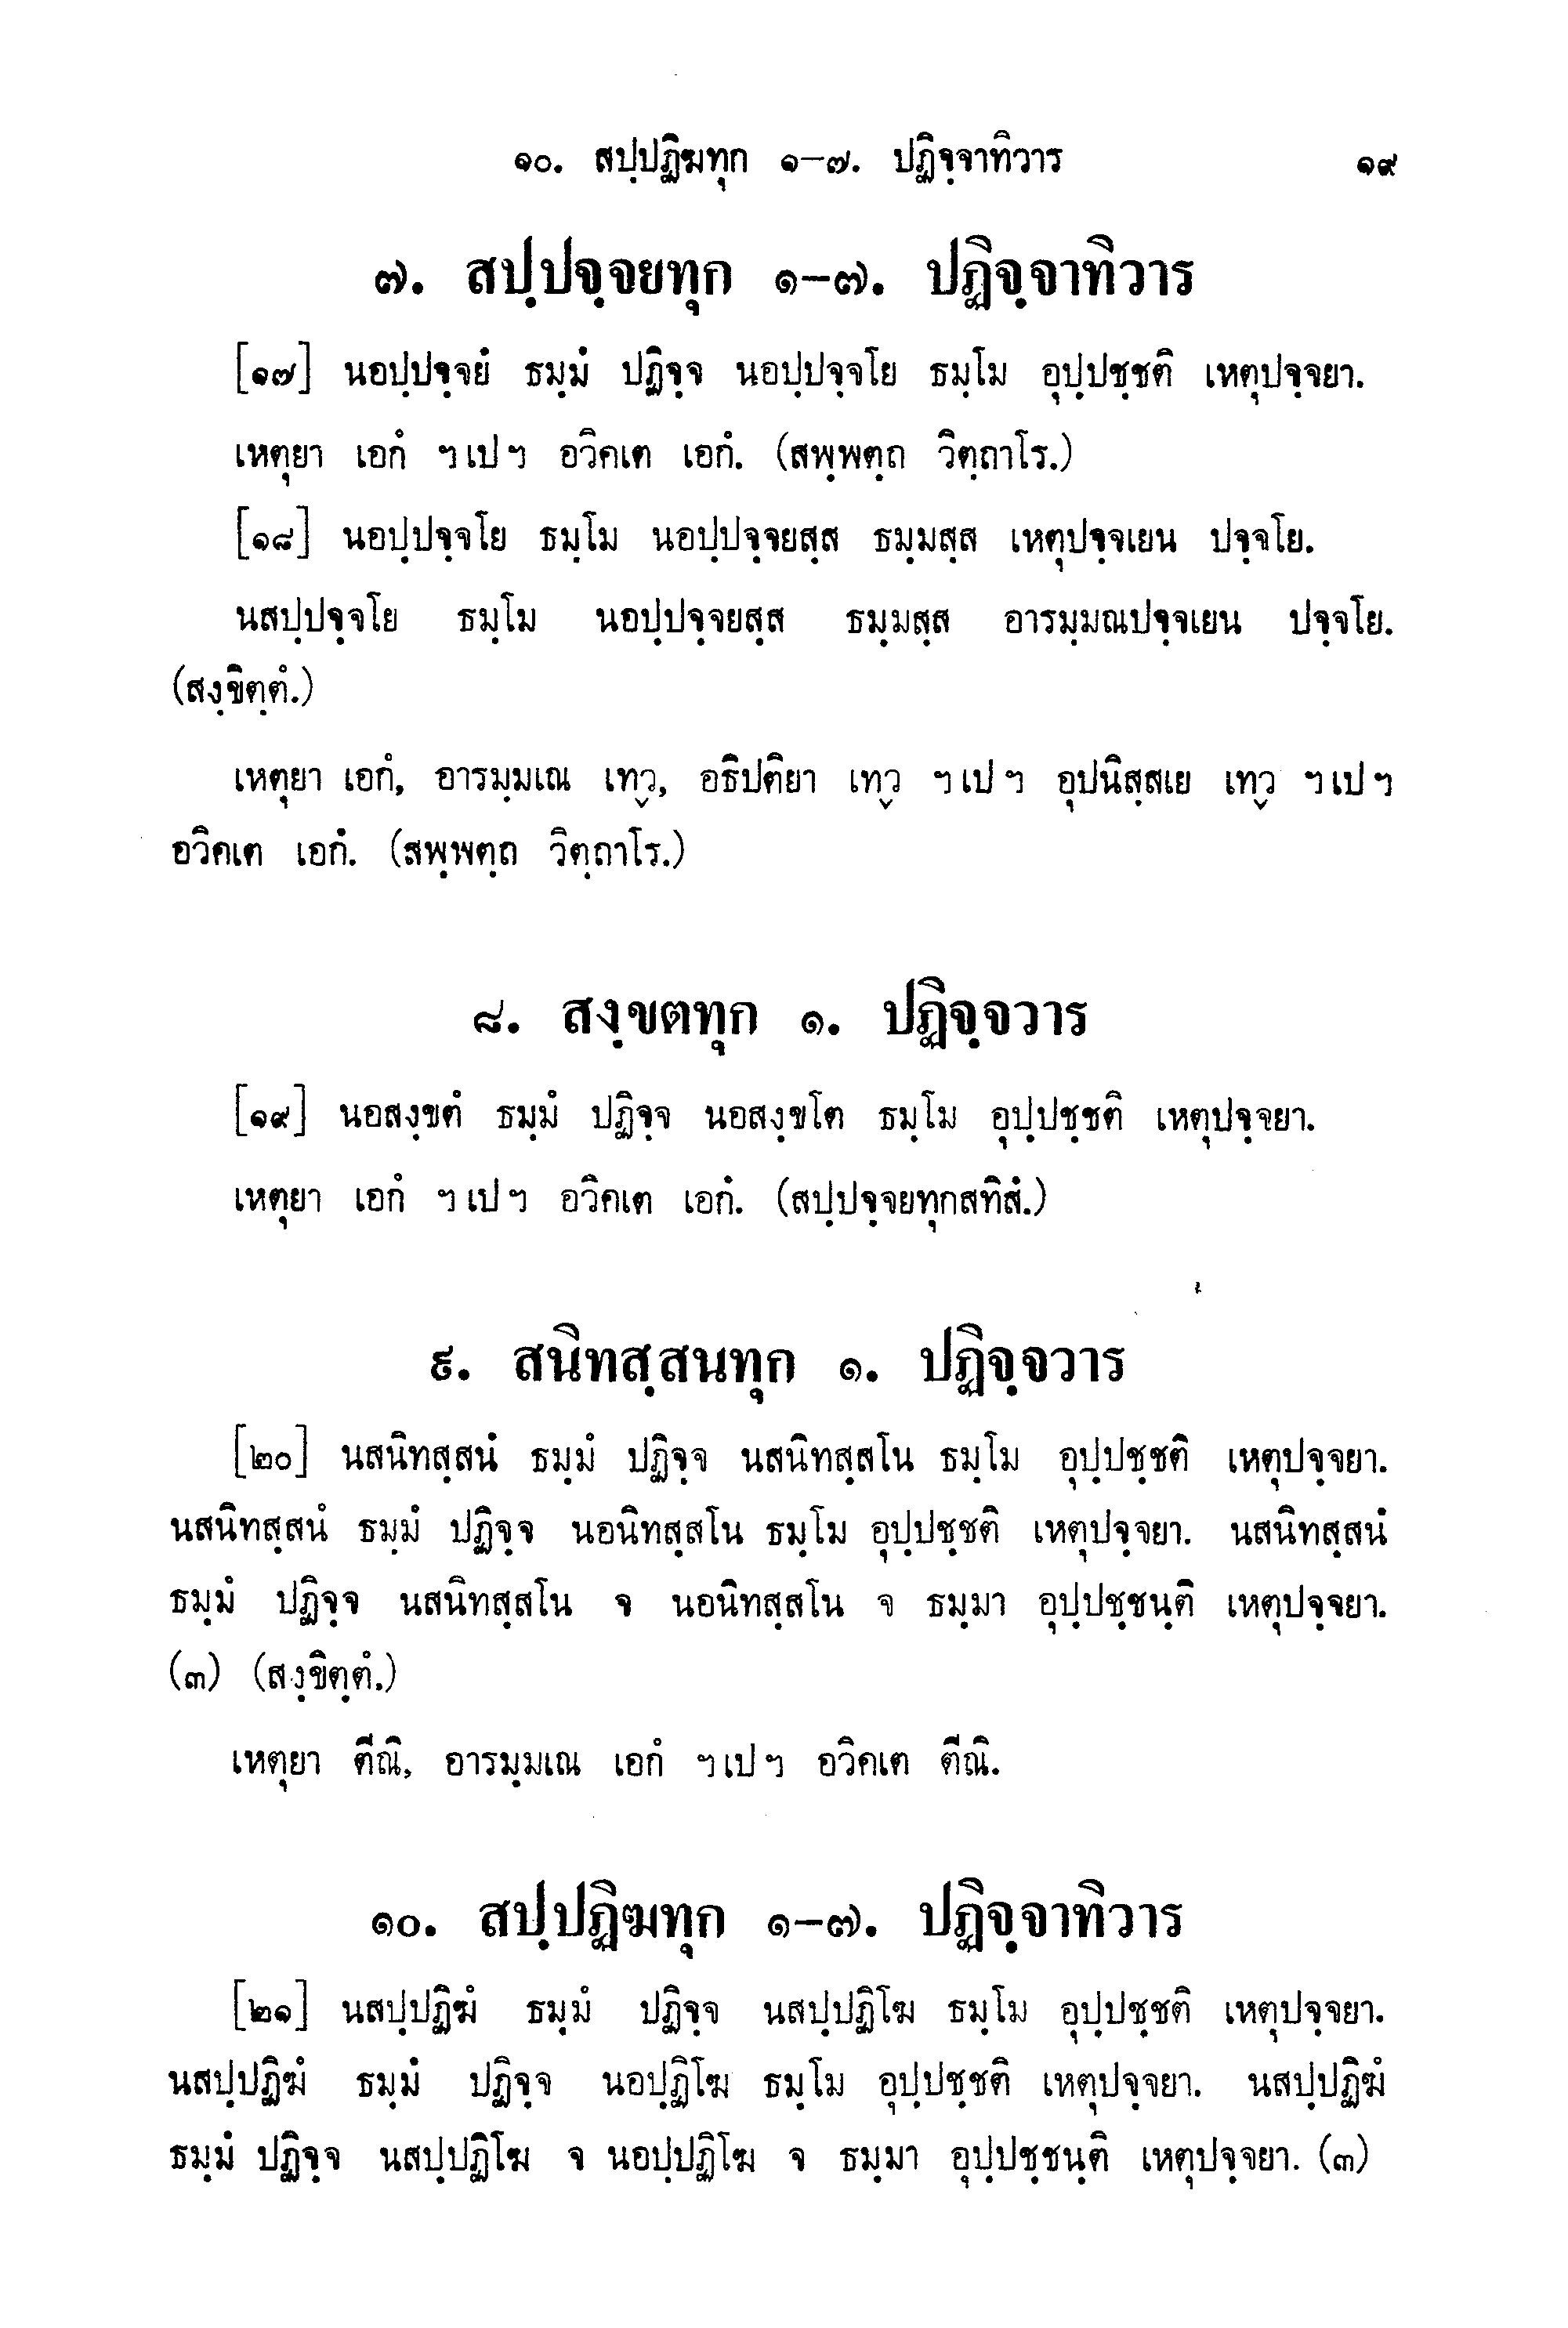 ๑๐. สปฺปฏิฆทุก ๑–๗. ปฏิจฺจาทิวาร ๑๙
๗. สปฺปจฺจยทุก ๑–๗. ปฏิจฺจาทิวาร
[๑๗] นอปฺปจฺจยํ ธมฺมํ ปฏิจฺจ นอปฺปจฺจโย ธมฺโม อุปฺปชฺชติ เหตุปจฺจยา.
เหตุยา เอกํ ฯเปฯ อวิคเต เอกํ. (สพฺพตฺถ วิตฺถาโร.)
[๑๘] นอปฺปจฺจโย ธมฺโม นอปฺปจฺจยสฺส ธมฺมสฺส เหตุปจฺจเยน ปจฺจโย.
นสปฺปจฺจโย ธมฺโม นอปฺปจฺจยสฺส ธมฺมสฺส อารมฺมณปจฺจเยน ปจฺจโย.
(สงฺขิตฺตํ.)
เหตุยา เอกํ, อารมฺมเณ เทฺว, อธิปติยา เทฺว ฯเปฯ อุปนิสฺสเย เทฺว ฯเปฯ
อวิคเต เอกํ. (สพฺพตฺถ วิตฺถาโร.)
๘. สงฺขตทุก ๑. ปฏิจฺจวาร
[๑๙] นอสงฺขตํ ธมฺมํ ปฏิจฺจ นอสงฺขโต ธมฺโม อุปฺปชฺชติ เหตุปจฺจยา.
เหตุยา เอกํ ฯเปฯ อวิคเต เอกํ. (สปฺปจฺจยทุกสทิสํ.)
๙. สนิทสฺสนทุก ๑. ปฏิจฺจวาร
[๒๐] นสนิทสฺสนํ ธมฺมํ ปฏิจฺจ นสนิทสฺสโน ธมฺโม อุปฺปชฺชติ เหตุปจฺจยา.
นสนิทสฺสนํ ธมฺมํ ปฏิจฺจ นอนิทสฺสโน ธมฺโม อุปฺปชฺชติ เหตุปจฺจยา. นสนิทสฺสนํ
ธมฺมํ ปฏิจฺจ นสนิทสฺสโน จ นอนิทสฺสโน จ ธมฺมา อุปฺปชฺชนฺติ เหตุปจฺจยา.
(๓) (สงฺขิตฺตํ.)
เหตุยา ตีณิ, อารมฺมเณ เอกํ ฯเปฯ อวิคเต ตีณิ.
๑๐. สปฺปฏิฆทุก ๑–๗. ปฏิจฺจาทิวาร
[๒๑] นสปฺปฏิฆํ ธมฺมํ ปฏิจฺจ นสปฺปฏิโฆ ธมฺโม อุปฺปชฺชติ เหตุปจฺจยา.
นสปฺปฏิฆํ ธมฺมํ ปฏิจฺจ นอปฺฏิโฆ ธมฺโม อุปฺปชฺชติ เหตุปจฺจยา. นสปฺปฏิฆํ
ธมฺมํ ปฏิจฺจ นสปฺปฏิโฆ จ นอปฺปฏิโฆ จ ธมฺมา อุปฺปชฺชนฺติ เหตุปจฺจยา. (๓)